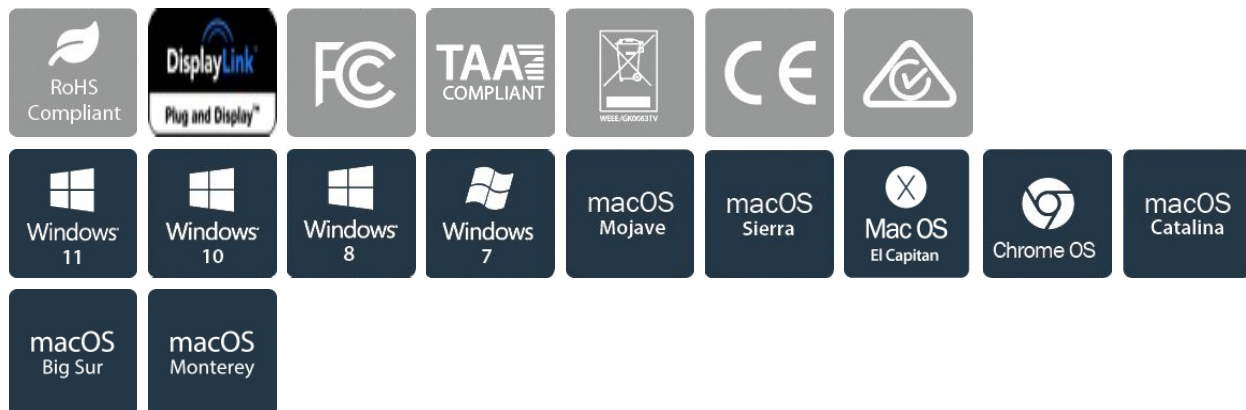 RoHS
Compliant
DisplayLink™
Plug and Display™
FC
TAA
COMPLIANT
WEEE/GK0063TV
CE
Windows
11
Windows
10
Windows
8
Windows
7
macOS
Mojave
macOS
Sierra
X
Mac OS
El Capitan
Chrome OS
macOS
Catalina
macOS
Big Sur
macOS
Monterey